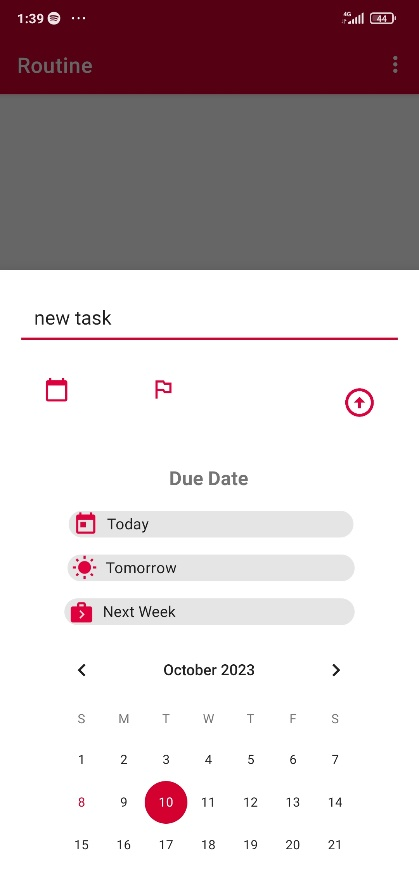 1:39 ... 4G 44
Routine
new task
Due Date
Today
Tomorrow
Next Week
October 2023
S M T W T F S
1 2 3 4 5 6 7
8 9 10 11 12 13 14
15 16 17 18 19 20 21